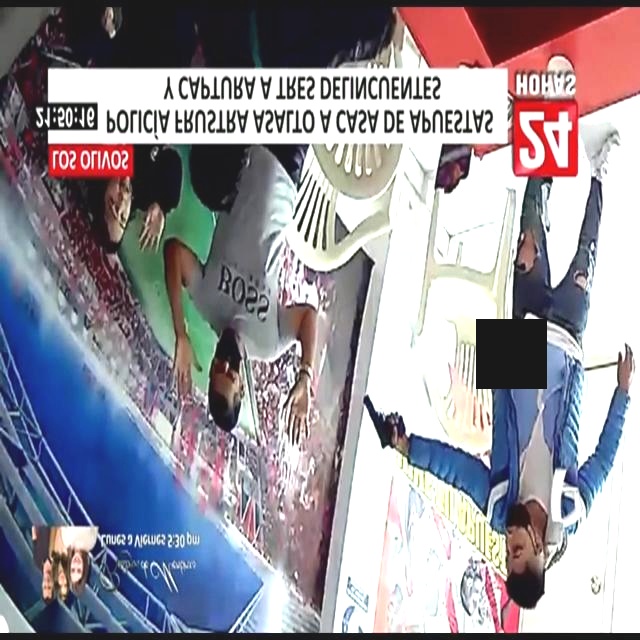 de
Lunes a Viernes 5:30 pm
BOSS
LOS OLIVOS
24
21:50:16 POLICÍA FRUSTRA ASALTO A CASA DE APUESTAS
HORAS
Y CAPTURA A TRES DELINCUENTES